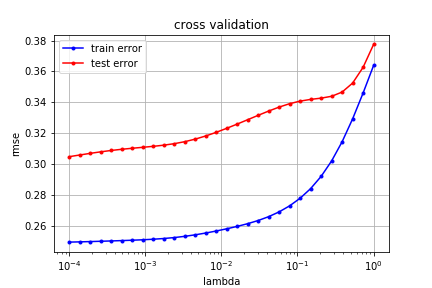 cross validation
train error
test error
0.38
0.36
0.34
0.32
0.30
0.28
0.26
rmse
10⁻⁴ 10⁻³ 10⁻² 10⁻¹ 10⁰
lambda